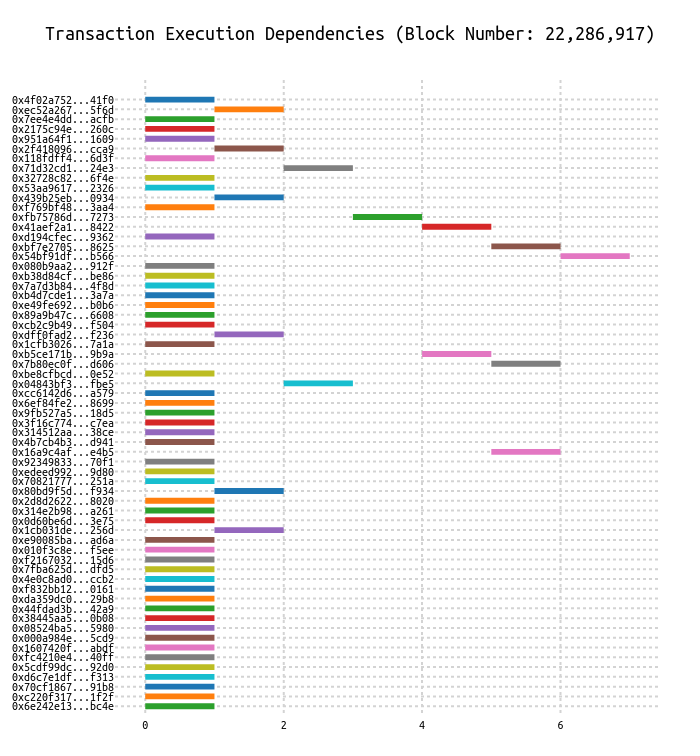 Transaction Execution Dependencies (Block Number: 22,286,917)
0x4f02a752...41f0
0xec52a267...5f6d
0x7ee4e4dd...acfb
0x2175c94e...260c
0x951a64f1...1609
0x2f418096...cca9
0x118fdff4...6d3f
0x71d32cd1...24e3
0x32728c82...6f4e
0x53aa9617...2326
0x439b25eb...0934
0xf769bf48...3aa4
0xfb75786d...7273
0x41aef2a1...8422
0xd194cfec...9362
0xbf7e2705...8625
0x54bf91df...b566
0x080b9aa2...912f
0xb38d84cf...be86
0x7a7d3b84...4f8d
0xb4d7cde1...3a7a
0xe49fe692...b0b6
0x89a9b47c...6608
0xcb2c9b49...f504
0xdff0fad2...f236
0x1cfb3026...7a1a
0xb5ce171b...9b9a
0x7b80ec0f...d606
0xbe8cfbcd...0e52
0x04843bf3...fbe5
0xcc6142d6...a579
0x6ef84fe2...8699
0x9fb527a5...18d5
0x3f16c774...c7ea
0x314512aa...38ce
0x4b7cb4b3...d941
0x16a9c4af...e4b5
0x92349833...70f1
0xedeed992...9d80
0x70821777...251a
0x80bd9f5d...f934
0x2d8d2622...8020
0x314e2b98...a261
0x0d60be6d...3e75
0x1cb031de...256d
0xe90085ba...ad6a
0x010f3c8e...f5ee
0xf2167032...15d6
0x7fba625d...dfd5
0x4e0c8ad0...ccb2
0xf832bb12...0161
0xda359dc0...29b8
0x44fdad3b...42a9
0x38445aa5...0b08
0x08524ba5...5980
0x000a984e...5cd9
0x1607420f...abdf
0xfc4210e4...40ff
0x5cdf99dc...92d0
0xd6c7e1df...f313
0x70cf1867...91b8
0xc220f317...1f2f
0x6e242e13...bc4e
0 2 4 6